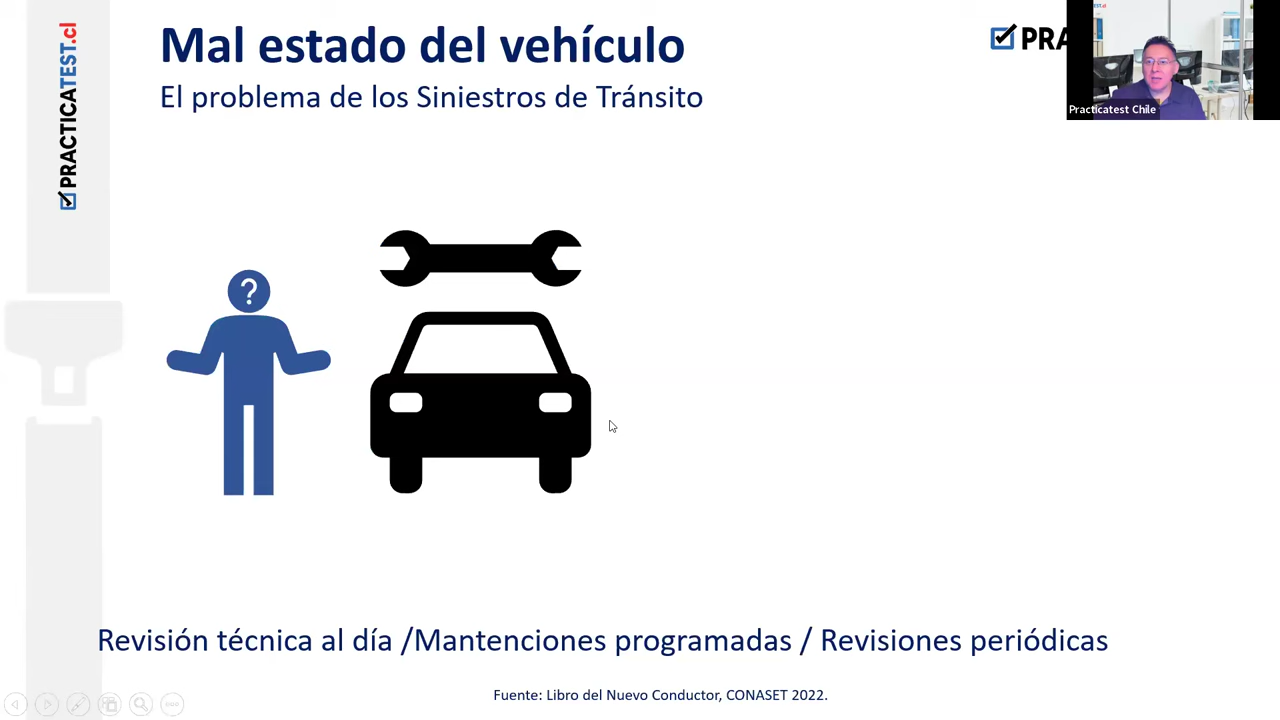 PRACTICATEST.cl
Mal estado del vehículo
El problema de los Siniestros de Tránsito
PRA
Practicatest Chile
?
Revisión técnica al día /Mantenciones programadas / Revisiones periódicas
Fuente: Libro del Nuevo Conductor, CONASET 2022.